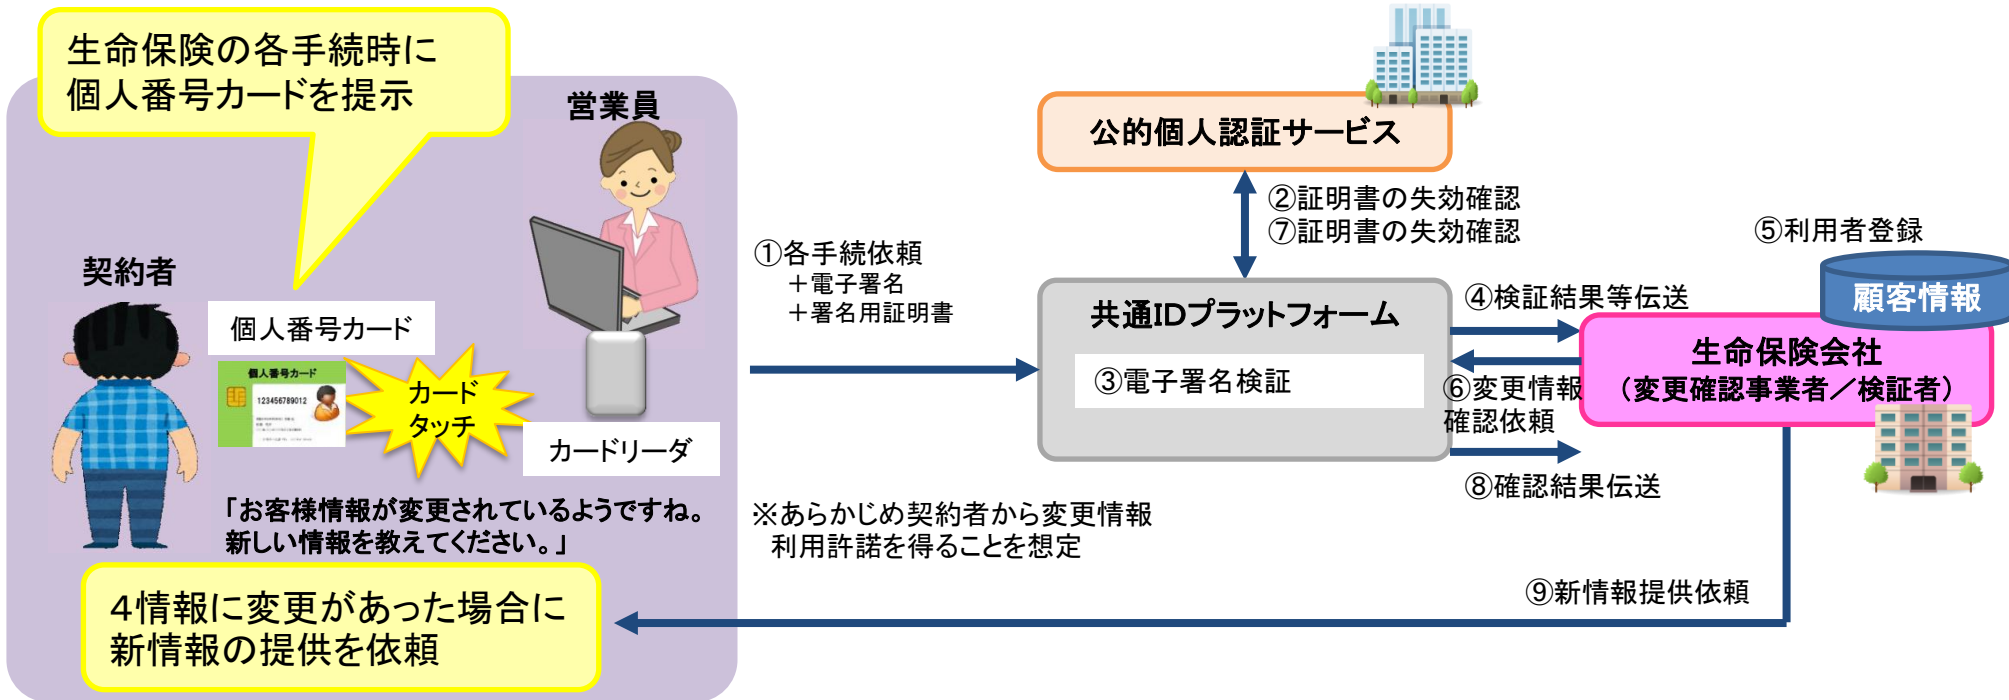 生命保険の各手続時に
個人番号カードを提示
営業員
契約者
個人番号カード
個人番号カード
123456789012
カード
タッチ
カードリーダ
「お客様情報が変更されているようですね。
新しい情報を教えてください。」
4情報に変更があった場合に
新情報の提供を依頼
①各手続依頼
+電子署名
+署名用証明書
※あらかじめ契約者から変更情報
利用許諾を得ることを想定
公的個人認証サービス
②証明書の失効確認
⑦証明書の失効確認
共通IDプラットフォーム
③電子署名検証
④検証結果等伝送
⑤利用者登録
顧客情報
生命保険会社
(変更確認事業者/検証者)
⑥変更情報
確認依頼
⑧確認結果伝送
⑨新情報提供依頼